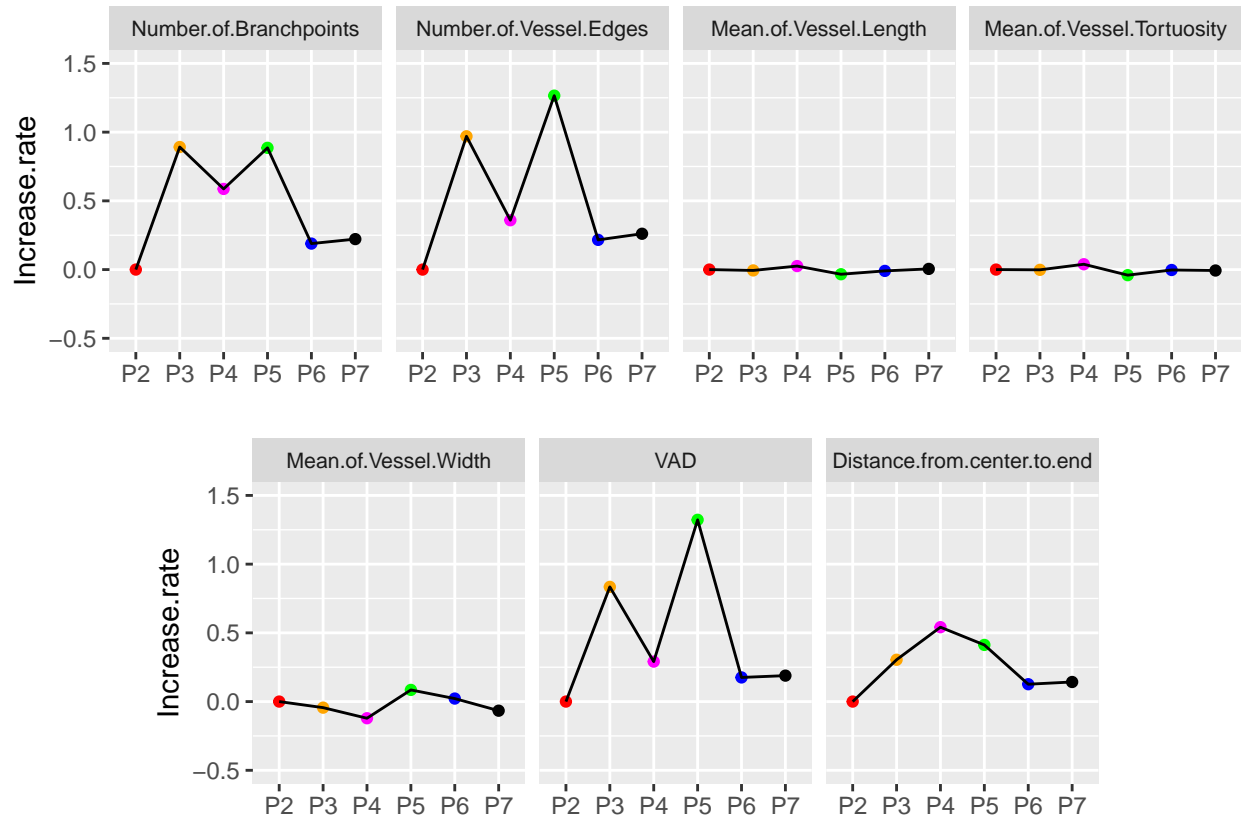 Number.of.Branchpoints Number.of.Vessel.Edges Mean.of.Vessel.Length Mean.of.Vessel.Tortuosity
Increase.rate
1.5
1.0
0.5
0.0
−0.5
P2 P3 P4 P5 P6 P7 P2 P3 P4 P5 P6 P7 P2 P3 P4 P5 P6 P7 P2 P3 P4 P5 P6 P7
Mean.of.Vessel.Width VAD Distance.from.center.to.end
Increase.rate
1.5
1.0
0.5
0.0
−0.5
P2 P3 P4 P5 P6 P7 P2 P3 P4 P5 P6 P7 P2 P3 P4 P5 P6 P7